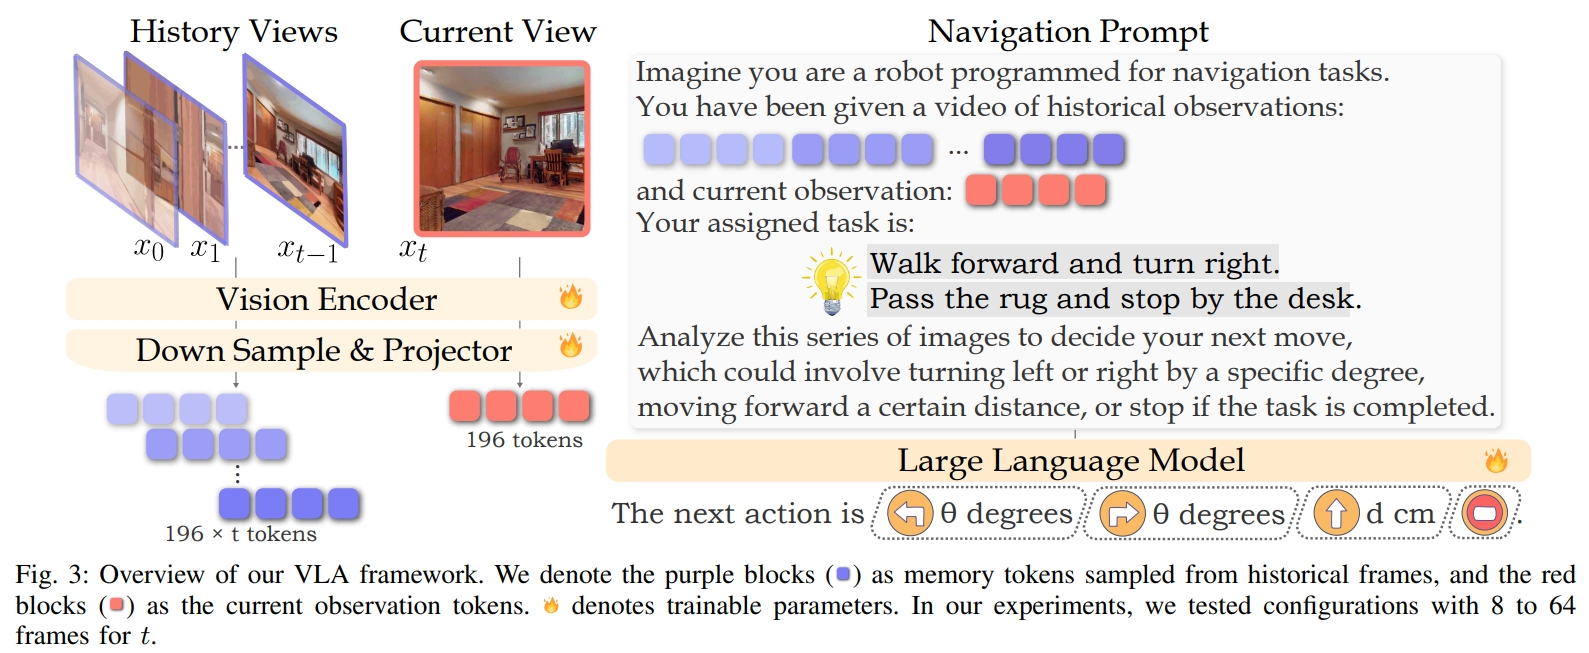 History Views
Current View
Navigation Prompt
x0
x1
...
xt−1
xt
Vision Encoder
Down Sample & Projector
196 × t tokens
196 tokens
Imagine you are a robot programmed for navigation tasks.
You have been given a video of historical observations:
...
and current observation:
Your assigned task is:
Walk forward and turn right.
Pass the rug and stop by the desk.
Analyze this series of images to decide your next move,
which could involve turning left or right by a specific degree,
moving forward a certain distance, or stop if the task is completed.
Large Language Model
The next action is / θ degrees / θ degrees / d cm / .
Fig. 3: Overview of our VLA framework. We denote the purple blocks ( ) as memory tokens sampled from historical frames, and the red
blocks ( ) as the current observation tokens. denotes trainable parameters. In our experiments, we tested configurations with 8 to 64
frames for t.